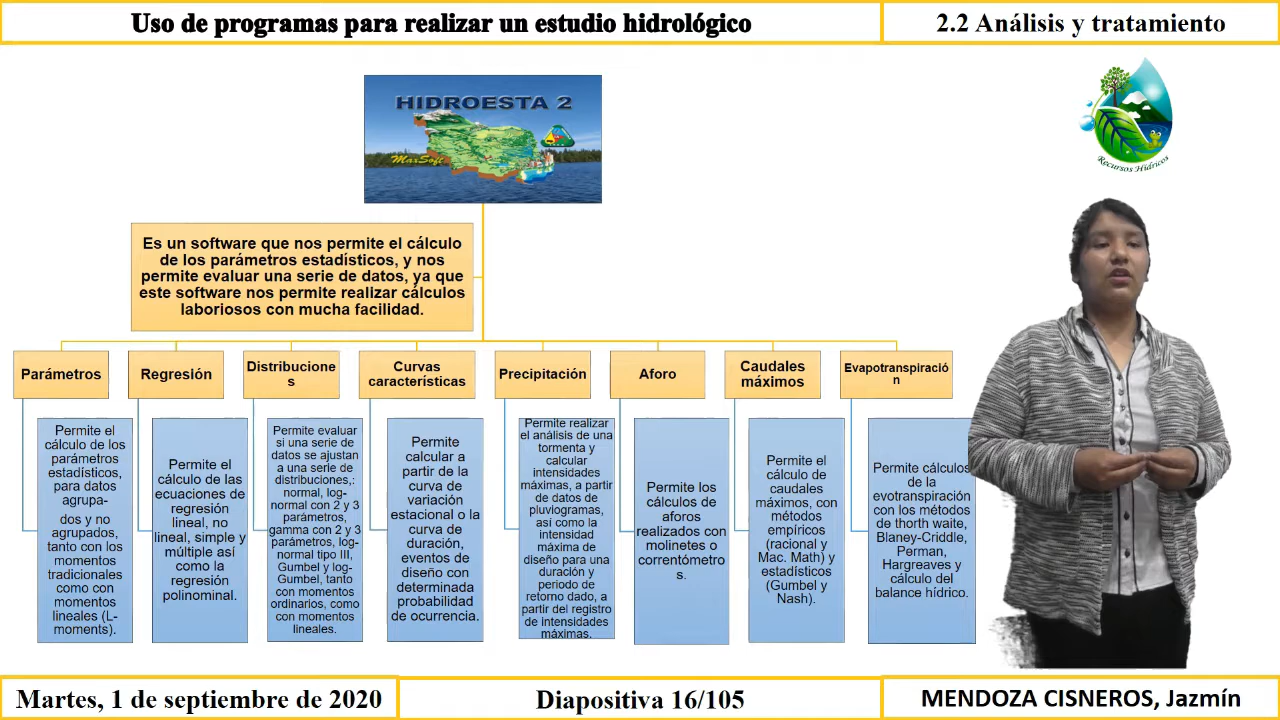 Uso de programas para realizar un estudio hidrológico
2.2 Análisis y tratamiento
HIDROESTA 2
MaxSoft
Recursos Hídricos
Es un software que nos permite el cálculo
de los parámetros estadísticos, y nos
permite evaluar una serie de datos, ya que
este software nos permite realizar cálculos
laboriosos con mucha facilidad.
Parámetros
Permite el
cálculo de los
parámetros
estadísticos,
para datos
agrupa-
dos y no
agrupados,
tanto con los
momentos
tradicionales
como con
momentos
lineales (L-
moments).
Regresión
Permite el
cálculo de las
ecuaciones de
regresión
lineal, no
lineal, simple y
múltiple así
como la
regresión
polinominal.
Distribucione
s
Permite evaluar
si una serie de
datos se ajustan
a una serie de
distribuciones,:
normal, log-
normal con 2 y 3
parámetros,
gamma con 2 y 3
parámetros, log-
normal tipo III,
Gumbel y log-
Gumbel, tanto
con momentos
ordinarios, como
con momentos
lineales.
Curvas
características
Permite
calcular a
partir de la
curva de
variación
estacional o la
curva de
duración,
eventos de
diseño con
determinada
probabilidad
de ocurrencia.
Precipitación
Permite realizar
el análisis de una
tormenta y
calcular
intensidades
máximas, a partir
de datos de
pluviogramas,
así como la
intensidad
máxima de
diseño para una
duración y
periodo de
retorno dado, a
partir del registro
de intensidades
máximas.
Aforo
Permite los
cálculos de
aforos
realizados con
molinetes o
correntómetro
s.
Caudales
máximos
Permite el
cálculo de
caudales
máximos, con
métodos
empíricos
(racional y
Mac. Math) y
estadísticos
(Gumbel y
Nash).
Evapotranspiració
n
Permite cálculos
de la
evotranspiración
con los métodos
de thorth waite,
Blaney-Criddle,
Perman,
Hargreaves y
cálculo del
balance hídrico.
Martes, 1 de septiembre de 2020
Diapositiva 16/105
MENDOZA CISNEROS, Jazmín